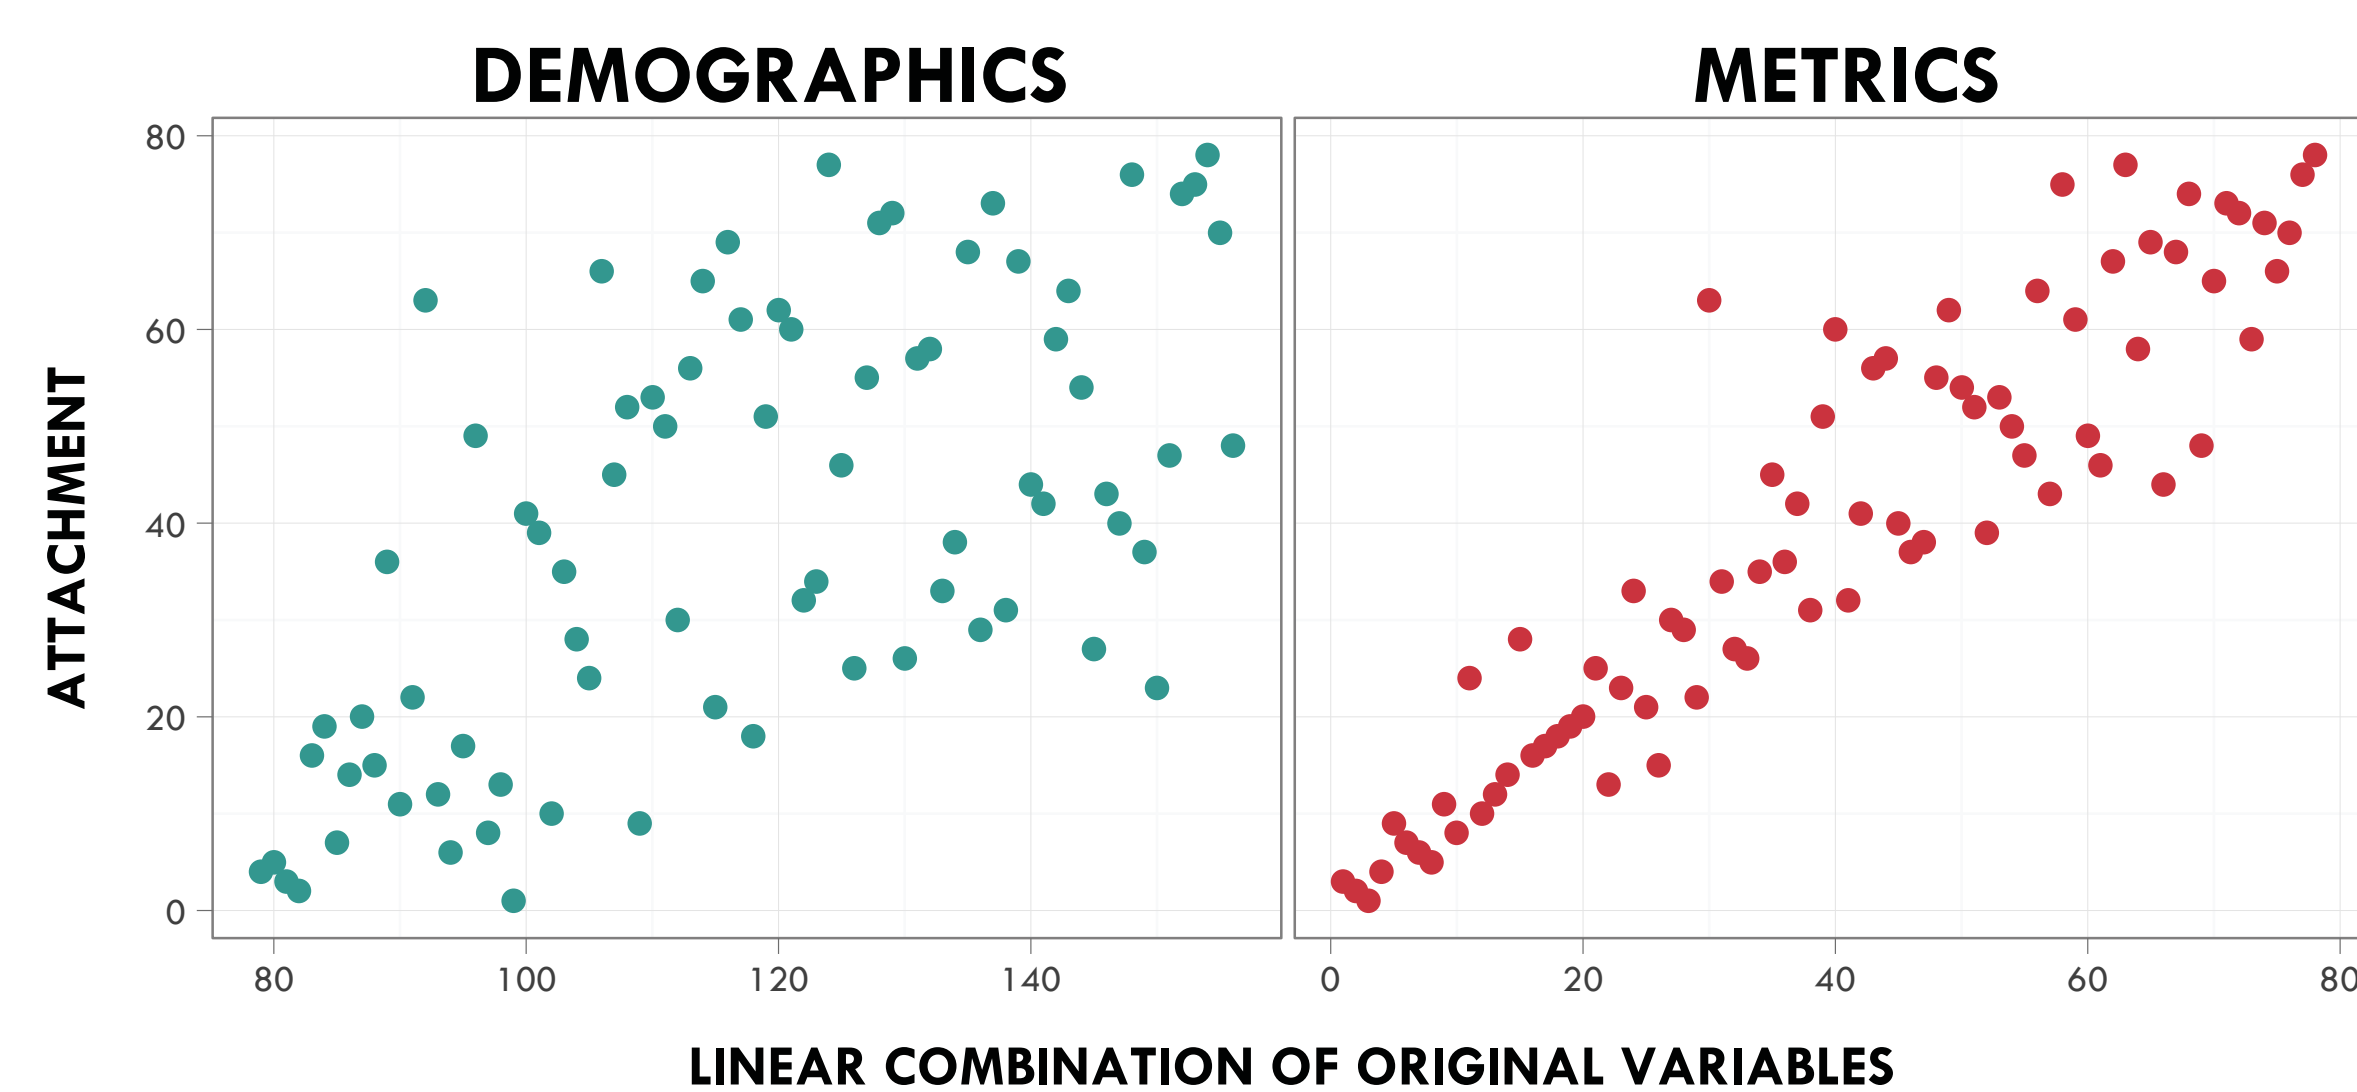 DEMOGRAPHICS METRICS
80
60
40
20
0
ATTACHMENT
80 100 120 140 0 20 40 60 80
LINEAR COMBINATION OF ORIGINAL VARIABLES